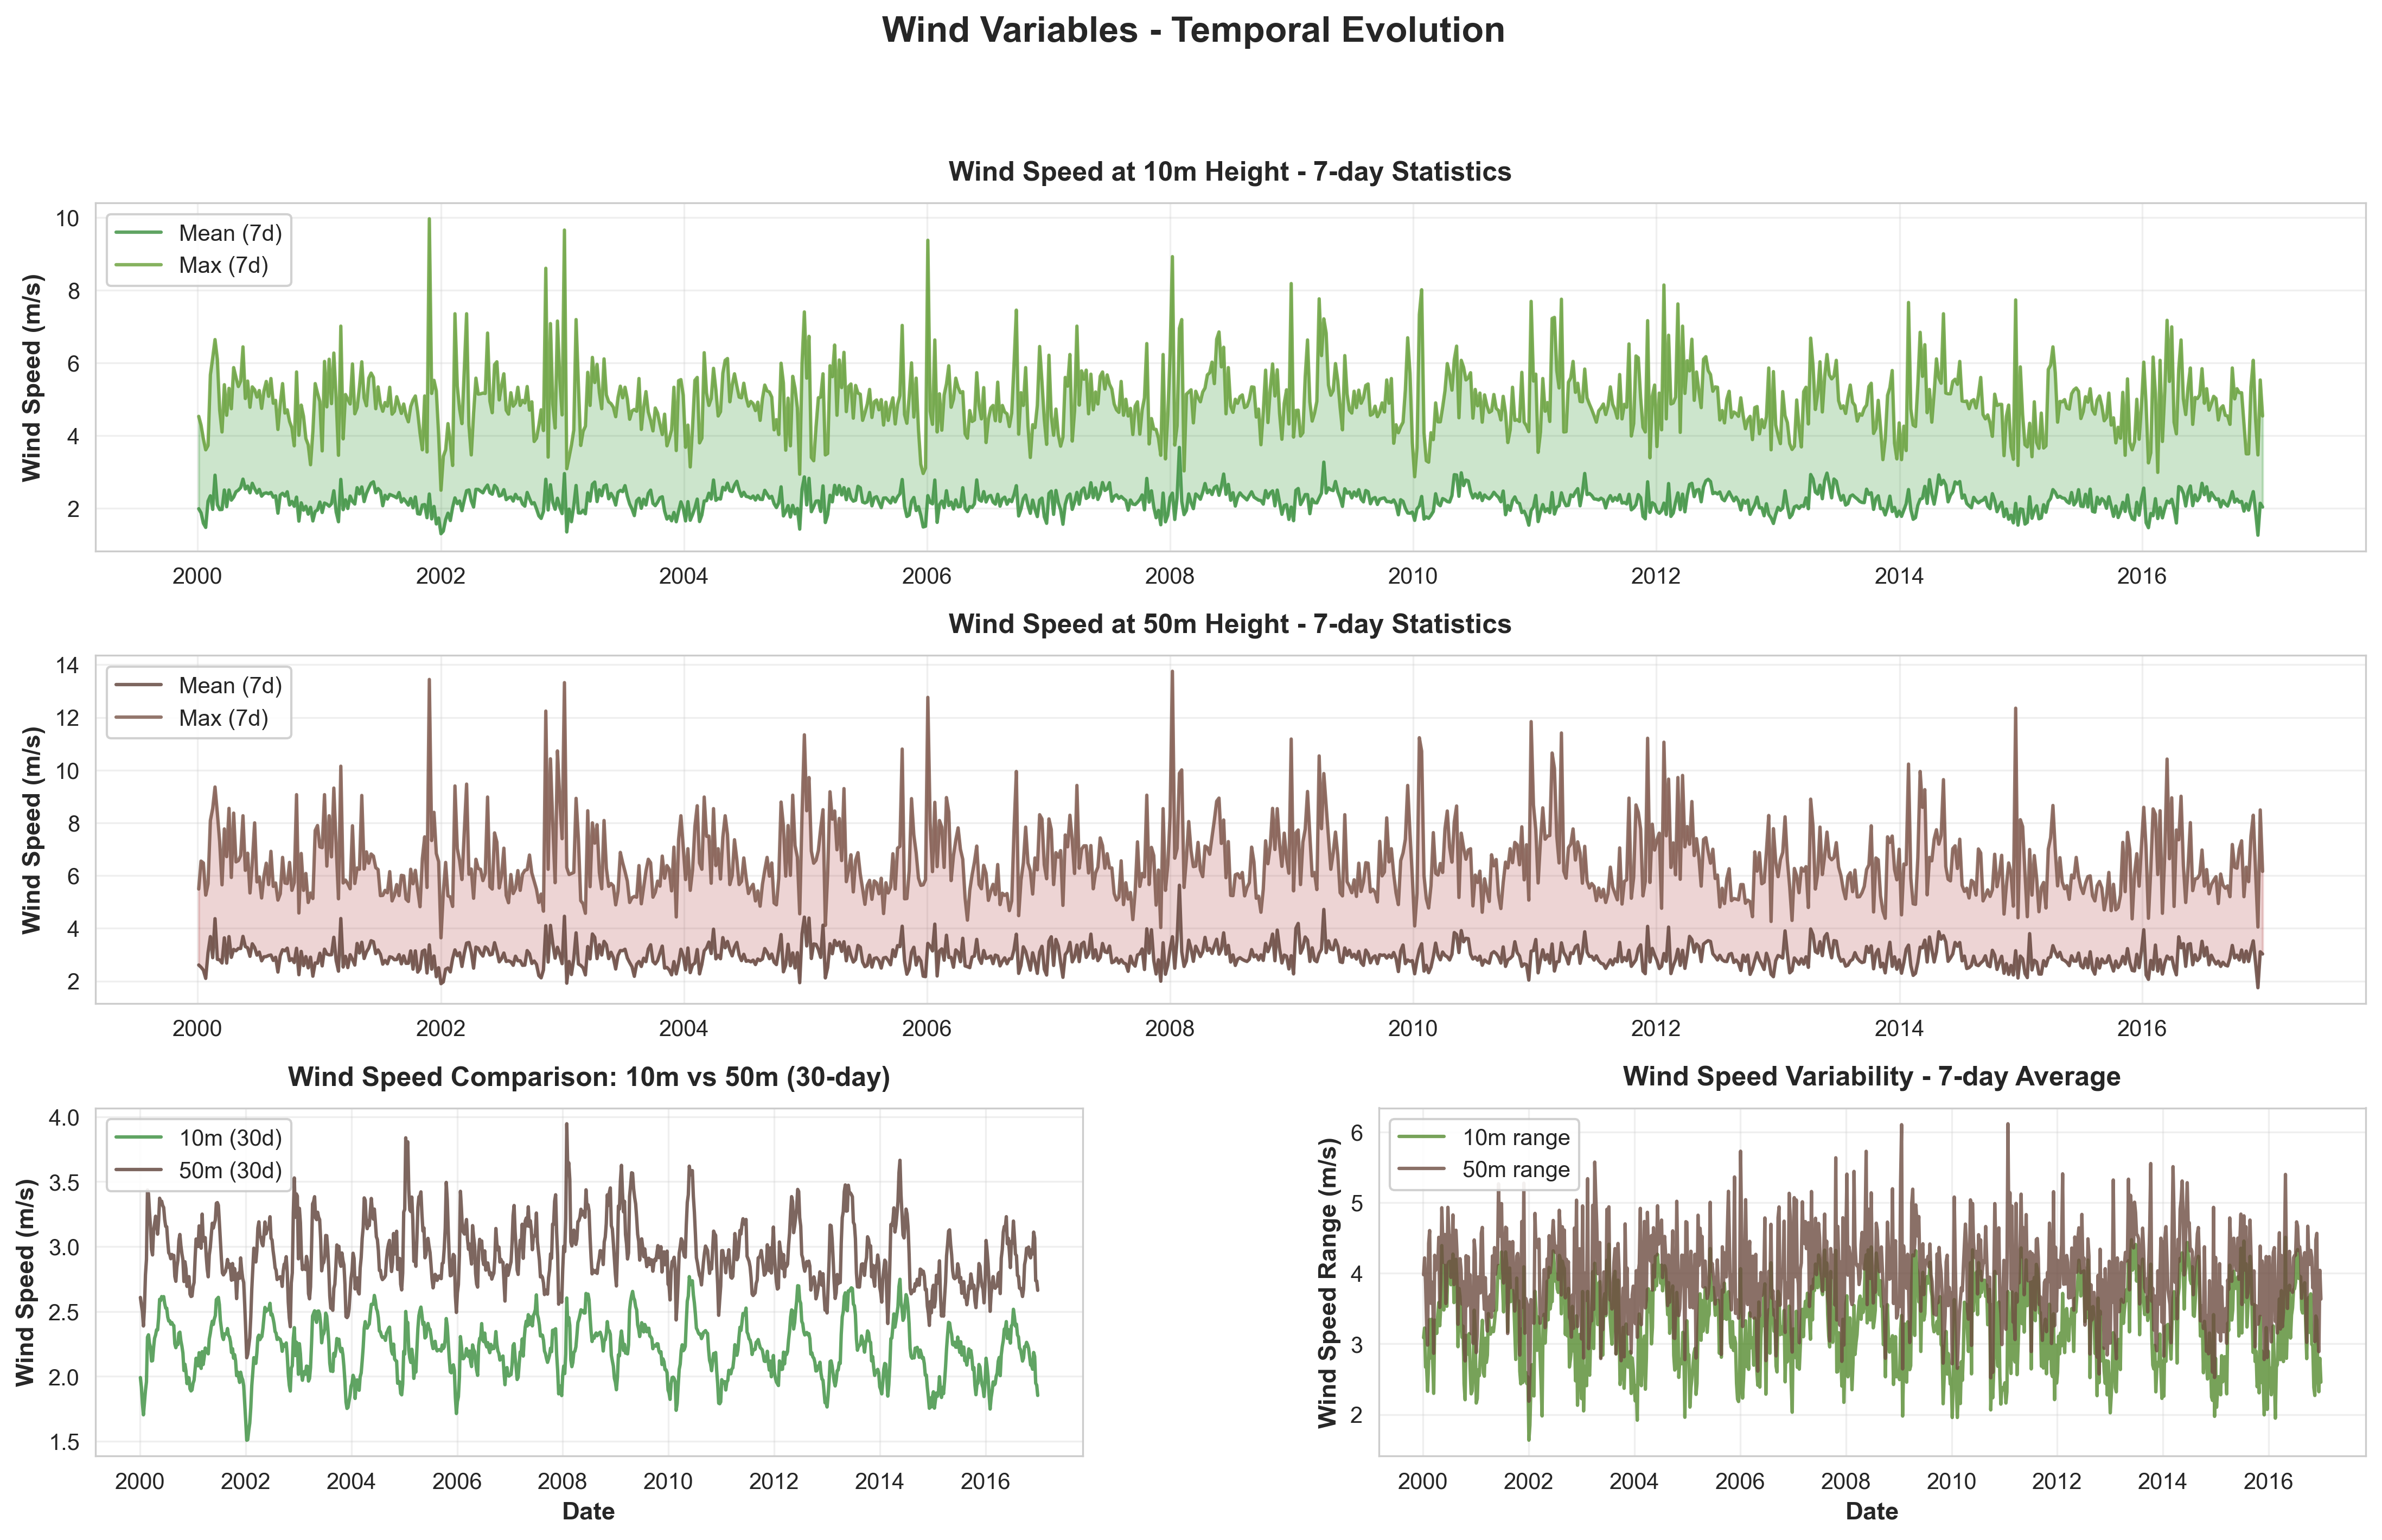 Wind Variables - Temporal Evolution
Wind Speed at 10m Height - 7-day Statistics
Wind Speed (m/s)
10
8
6
4
2
Mean (7d)
Max (7d)
2000 2002 2004 2006 2008 2010 2012 2014 2016
Wind Speed at 50m Height - 7-day Statistics
Wind Speed (m/s)
14
12
10
8
6
4
2
Mean (7d)
Max (7d)
2000 2002 2004 2006 2008 2010 2012 2014 2016
Wind Speed Comparison: 10m vs 50m (30-day)
Wind Speed (m/s)
4.0
3.5
3.0
2.5
2.0
1.5
10m (30d)
50m (30d)
2000 2002 2004 2006 2008 2010 2012 2014 2016
Date
Wind Speed Variability - 7-day Average
Wind Speed Range (m/s)
6
5
4
3
2
10m range
50m range
2000 2002 2004 2006 2008 2010 2012 2014 2016
Date